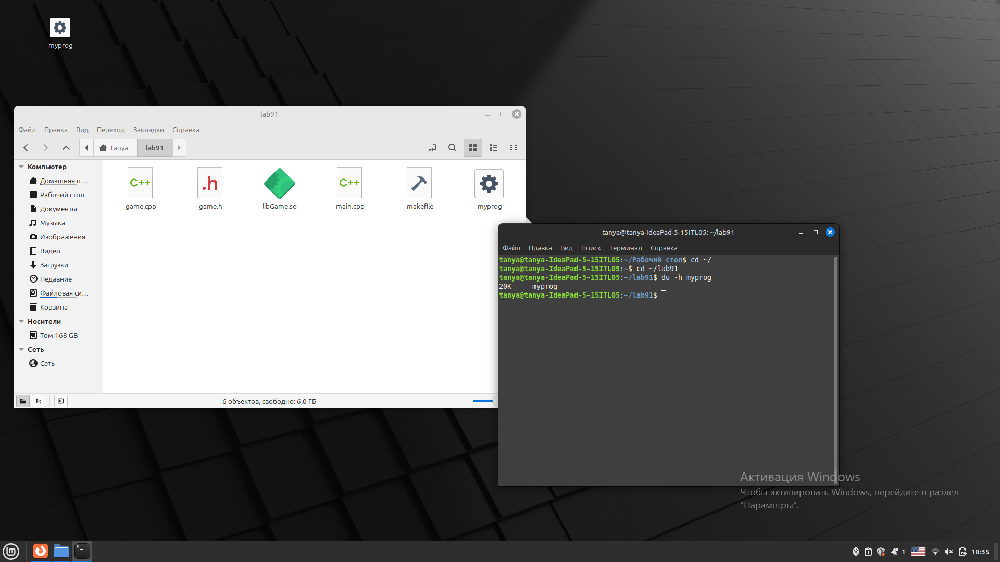 myprog
lab91
Файл Правка Вид Переход Закладки Справка
tanya lab91
Компьютер
Домашняя п...
Рабочий стол
Документы
Музыка
Изображения
Видео
Загрузки
Недавние
Файловая си...
Корзина
Носители
Том 168 GB
Сеть
Сеть
C++ .h C++
game.cpp game.h libGame.so main.cpp makefile myprog
6 объектов, свободно: 6,0 ГБ
tanya@tanya-IdeaPad-5-15ITL05: ~/lab91
Файл Правка Вид Поиск Терминал Справка
tanya@tanya-IdeaPad-5-15ITL05:~/Рабочий стол$ cd ~/
tanya@tanya-IdeaPad-5-15ITL05:~$ cd ~/lab91
tanya@tanya-IdeaPad-5-15ITL05:~/lab91$ du -h myprog
20K myprog
tanya@tanya-IdeaPad-5-15ITL05:~/lab91$
Активация Windows
Чтобы активировать Windows, перейдите в раздел
"Параметры".
lm $_ 1 18:35